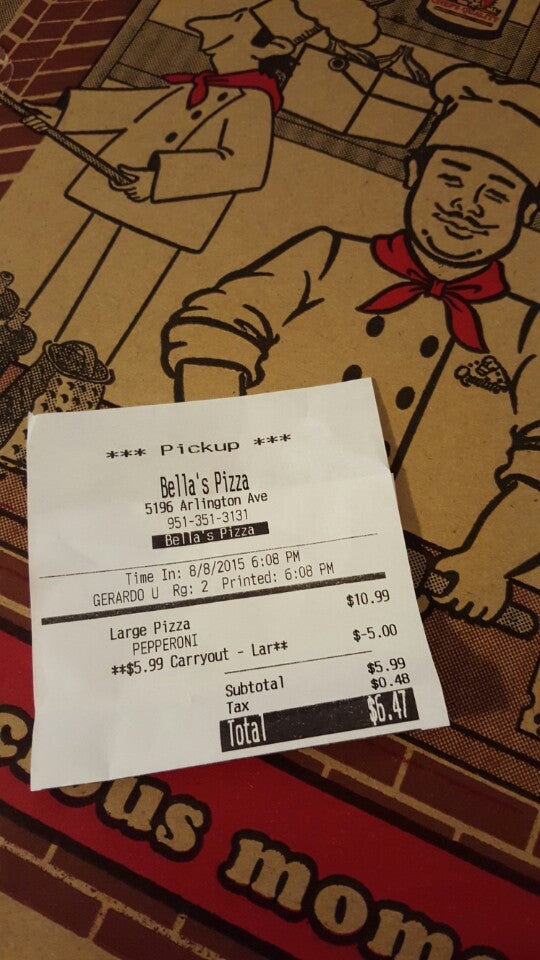 *** Pickup ***
Bella's Pizza
5196 Arlington Ave
951-351-3131
Bella's Pizza
Time In: 8/8/2015 6:08 PM
GERARDO U Rg: 2 Printed: 6:08 PM
Large Pizza $10.99
PEPPERONI
**$5.99 Carryout - Lar** $-5.00
Subtotal $5.99
Tax $0.48
Total $6.47